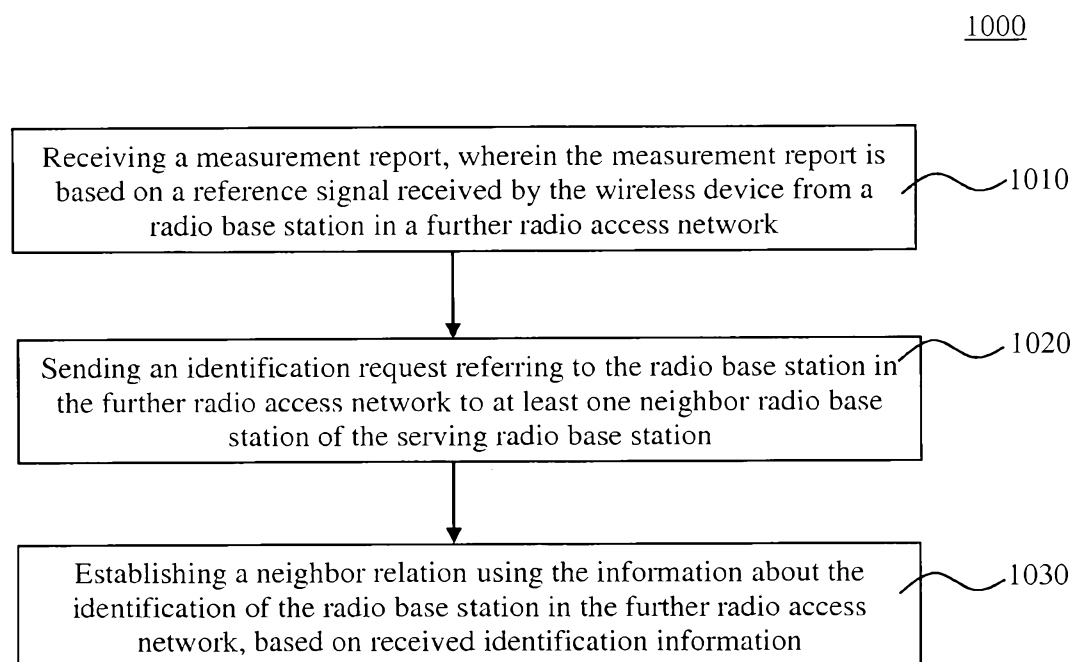 1000
Receiving a measurement report, wherein the measurement report is
based on a reference signal received by the wireless device from a
radio base station in a further radio access network
1010
Sending an identification request referring to the radio base station in
the further radio access network to at least one neighbor radio base
station of the serving radio base station
1020
Establishing a neighbor relation using the information about the
identification of the radio base station in the further radio access
network, based on received identification information
1030